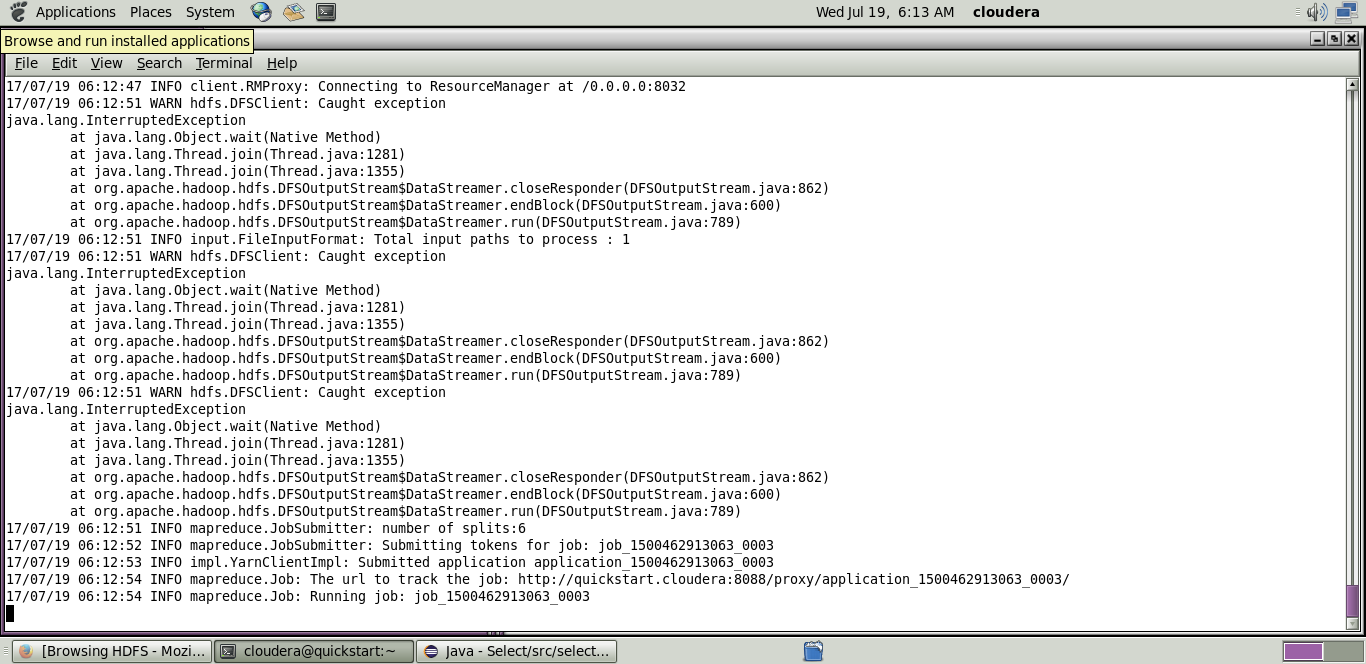 Applications Places System Wed Jul 19, 6:13 AM cloudera
Browse and run installed applications
File Edit View Search Terminal Help
17/07/19 06:12:47 INFO client.RMProxy: Connecting to ResourceManager at /0.0.0.0:8032
17/07/19 06:12:51 WARN hdfs.DFSClient: Caught exception
java.lang.InterruptedException
at java.lang.Object.wait(Native Method)
at java.lang.Thread.join(Thread.java:1281)
at java.lang.Thread.join(Thread.java:1355)
at org.apache.hadoop.hdfs.DFSOutputStream$DataStreamer.closeResponder(DFSOutputStream.java:862)
at org.apache.hadoop.hdfs.DFSOutputStream$DataStreamer.endBlock(DFSOutputStream.java:600)
at org.apache.hadoop.hdfs.DFSOutputStream$DataStreamer.run(DFSOutputStream.java:789)
17/07/19 06:12:51 INFO input.FileInputFormat: Total input paths to process : 1
17/07/19 06:12:51 WARN hdfs.DFSClient: Caught exception
java.lang.InterruptedException
at java.lang.Object.wait(Native Method)
at java.lang.Thread.join(Thread.java:1281)
at java.lang.Thread.join(Thread.java:1355)
at org.apache.hadoop.hdfs.DFSOutputStream$DataStreamer.closeResponder(DFSOutputStream.java:862)
at org.apache.hadoop.hdfs.DFSOutputStream$DataStreamer.endBlock(DFSOutputStream.java:600)
at org.apache.hadoop.hdfs.DFSOutputStream$DataStreamer.run(DFSOutputStream.java:789)
17/07/19 06:12:51 WARN hdfs.DFSClient: Caught exception
java.lang.InterruptedException
at java.lang.Object.wait(Native Method)
at java.lang.Thread.join(Thread.java:1281)
at java.lang.Thread.join(Thread.java:1355)
at org.apache.hadoop.hdfs.DFSOutputStream$DataStreamer.closeResponder(DFSOutputStream.java:862)
at org.apache.hadoop.hdfs.DFSOutputStream$DataStreamer.endBlock(DFSOutputStream.java:600)
at org.apache.hadoop.hdfs.DFSOutputStream$DataStreamer.run(DFSOutputStream.java:789)
17/07/19 06:12:51 INFO mapreduce.JobSubmitter: number of splits:6
17/07/19 06:12:52 INFO mapreduce.JobSubmitter: Submitting tokens for job: job_1500462913063_0003
17/07/19 06:12:53 INFO impl.YarnClientImpl: Submitted application application_1500462913063_0003
17/07/19 06:12:54 INFO mapreduce.Job: The url to track the job: http://quickstart.cloudera:8088/proxy/application_1500462913063_0003/
17/07/19 06:12:54 INFO mapreduce.Job: Running job: job_1500462913063_0003
[Browsing HDFS - Mozi... cloudera@quickstart:~ Java - Select/src/select...